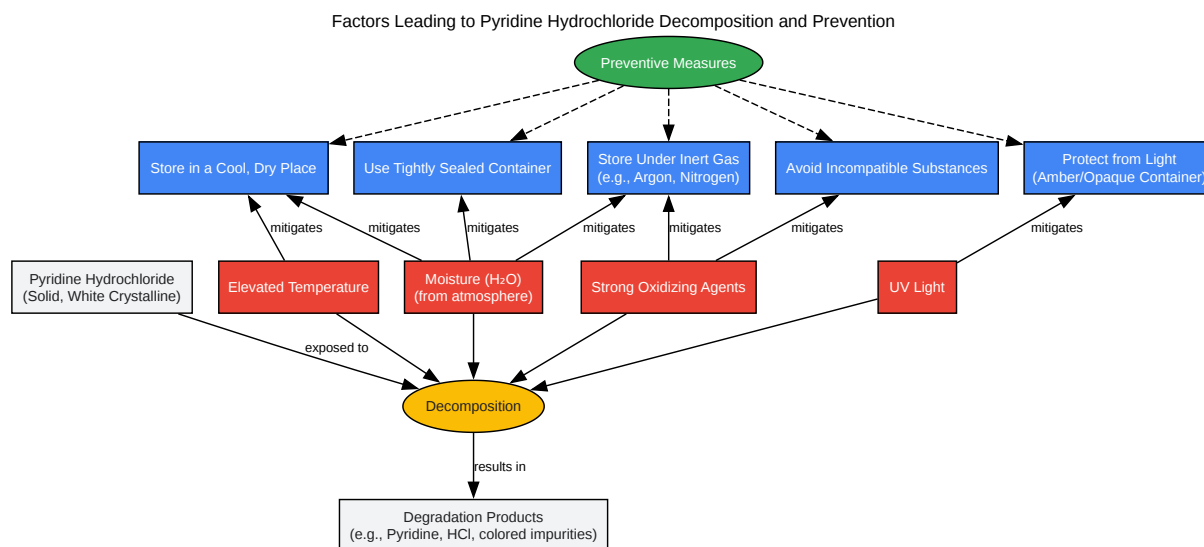 Factors Leading to Pyridine Hydrochloride Decomposition and Prevention
Preventive Measures
Store in a Cool, Dry Place
Use Tightly Sealed Container
Store Under Inert Gas
(e.g., Argon, Nitrogen)
Avoid Incompatible Substances
Protect from Light
(Amber/Opaque Container)
mitigates
mitigates
mitigates
mitigates
mitigates
mitigates
mitigates
Pyridine Hydrochloride
(Solid, White Crystalline)
Elevated Temperature
Moisture (H₂O)
(from atmosphere)
Strong Oxidizing Agents
UV Light
exposed to
Decomposition
results in
Degradation Products
(e.g., Pyridine, HCl, colored impurities)